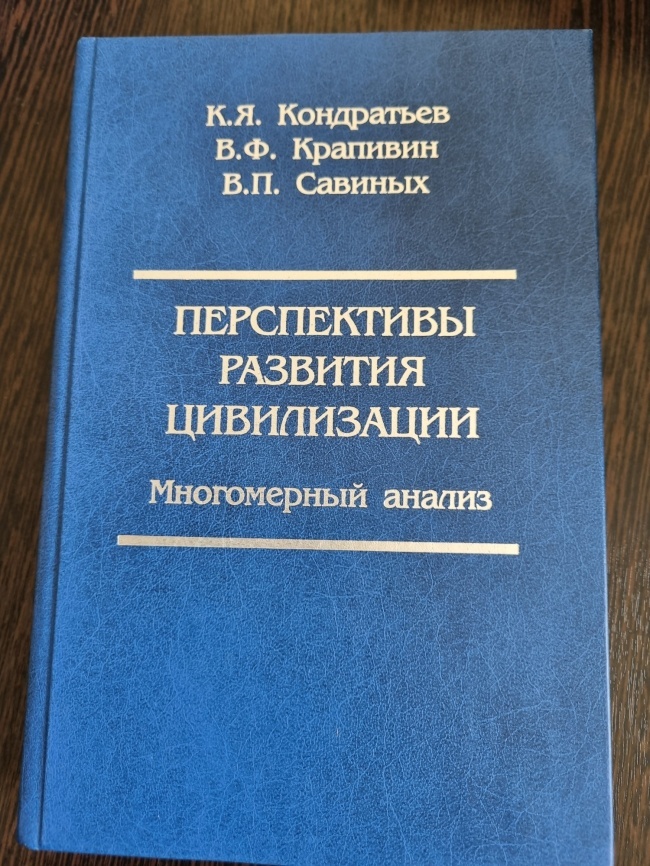 К.Я. Кондратьев
В.Ф. Крапивин
В.П. Савиных
ПЕРСПЕКТИВЫ
РАЗВИТИЯ
ЦИВИЛИЗАЦИИ
Многомерный анализ